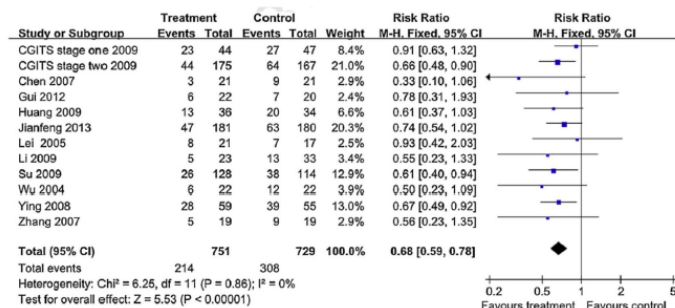 Treatment Control Risk Ratio Risk Ratio
Study or Subgroup Events Total Events Total Weight M-H. Fixed. 95% CI M-H. Fixed. 95% CI
CGITS stage one 2009 23 44 27 47 8.4% 0.91 [0.63, 1.32]
CGITS stage two 2009 44 175 64 167 21.0% 0.66 [0.48, 0.90]
Chen 2007 3 21 9 21 2.9% 0.33 [0.10, 1.06]
Gui 2012 6 22 7 20 2.4% 0.78 [0.31, 1.93]
Huang 2009 13 36 20 34 6.6% 0.61 [0.37, 1.03]
Jianfeng 2013 47 181 63 180 20.3% 0.74 [0.54, 1.02]
Lei 2005 8 21 7 17 2.5% 0.93 [0.42, 2.03]
Li 2009 5 23 13 33 3.4% 0.55 [0.23, 1.33]
Su 2009 26 128 38 114 12.9% 0.61 [0.40, 0.94]
Wu 2004 6 22 12 22 3.9% 0.50 [0.23, 1.09]
Ying 2008 28 59 39 55 13.0% 0.67 [0.49, 0.92]
Zhang 2007 5 19 9 19 2.9% 0.56 [0.23, 1.35]
Total (95% CI) 751 729 100.0% 0.68 [0.59, 0.78]
Total events 214 308
Heterogeneity: Chi² = 6.25, df = 11 (P = 0.86); I² = 0%
Test for overall effect: Z = 5.53 (P < 0.00001)
0.2 0.5 1 2 5
Favours treatment Favours control